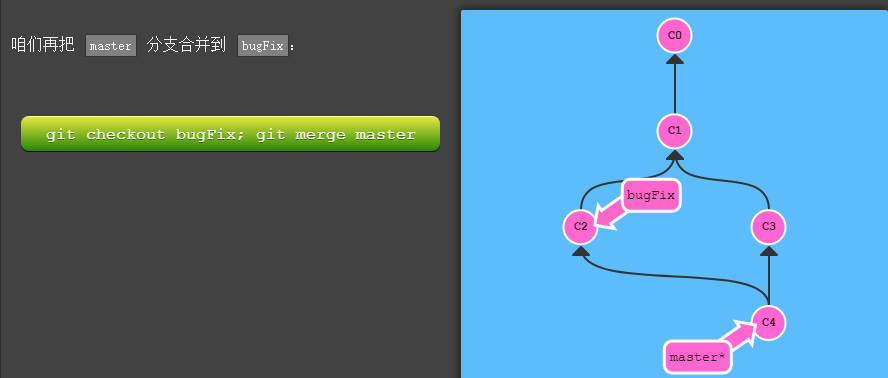 咱们再把 master 分支合并到 bugFix：
git checkout bugFix; git merge master
C0
C1
bugFix
C2
C3
C4
master*